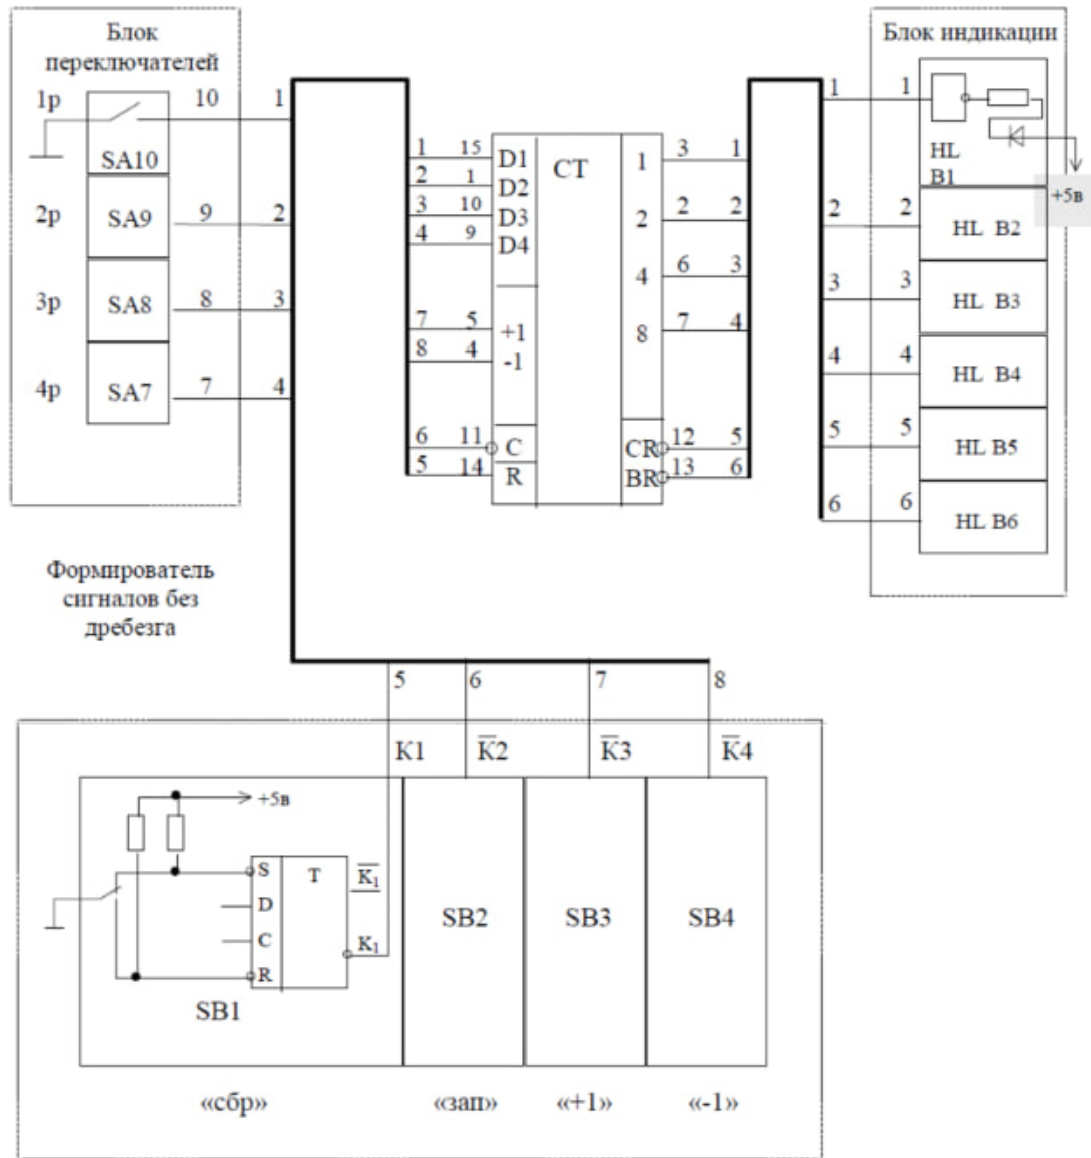 Блок
переключателей
1р
10
1
SA10
2р
SA9
9
2
3р
SA8
8
3
4р
SA7
7
4
1 15 D1
2 1 D2
3 10 D3
4 9 D4
7 5 +1
8 4 -1
6 11 C
5 14 R
CT
1 3 1
2 2 2
4 6 3
8 7 4
CR 12 5
BR 13 6
Блок индикации
1 1
HL
B1
+5в
2 2 HL B2
3 3 HL B3
4 4 HL B4
5 5 HL B5
6 6 HL B6
Формирователь
сигналов без
дребезга
5 6 7 8
K1 K̅2 K̅3 K̅4
+5в
S T K̅₁
D
C K₁
R
SB1
SB2 SB3 SB4
«сбр» «зап» «+1» «-1»